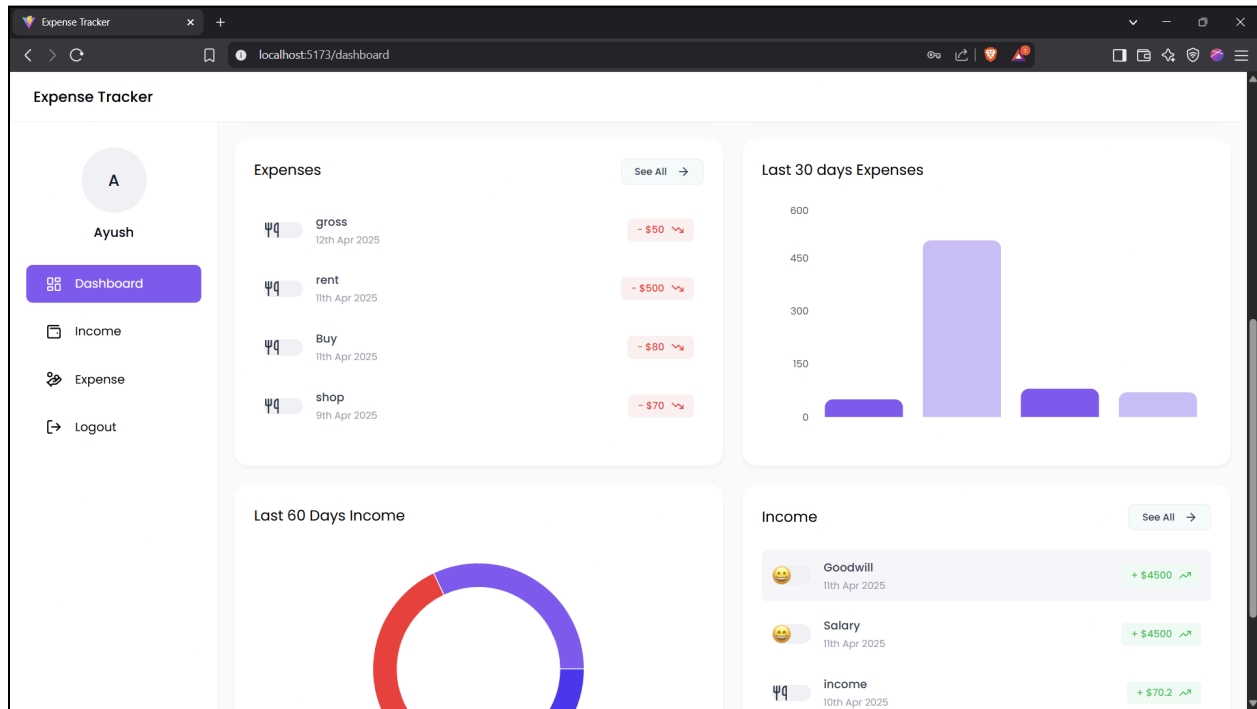 Expense Tracker
localhost:5173/dashboard
1
Expense Tracker
A
Ayush
Dashboard
Income
Expense
Logout
Expenses
See All
gross
12th Apr 2025
- $50
rent
11th Apr 2025
- $500
Buy
11th Apr 2025
- $80
shop
9th Apr 2025
- $70
Last 30 days Expenses
600
450
300
150
0
Last 60 Days Income
Income
See All
Goodwill
11th Apr 2025
+ $4500
Salary
11th Apr 2025
+ $4500
income
10th Apr 2025
+ $70.2